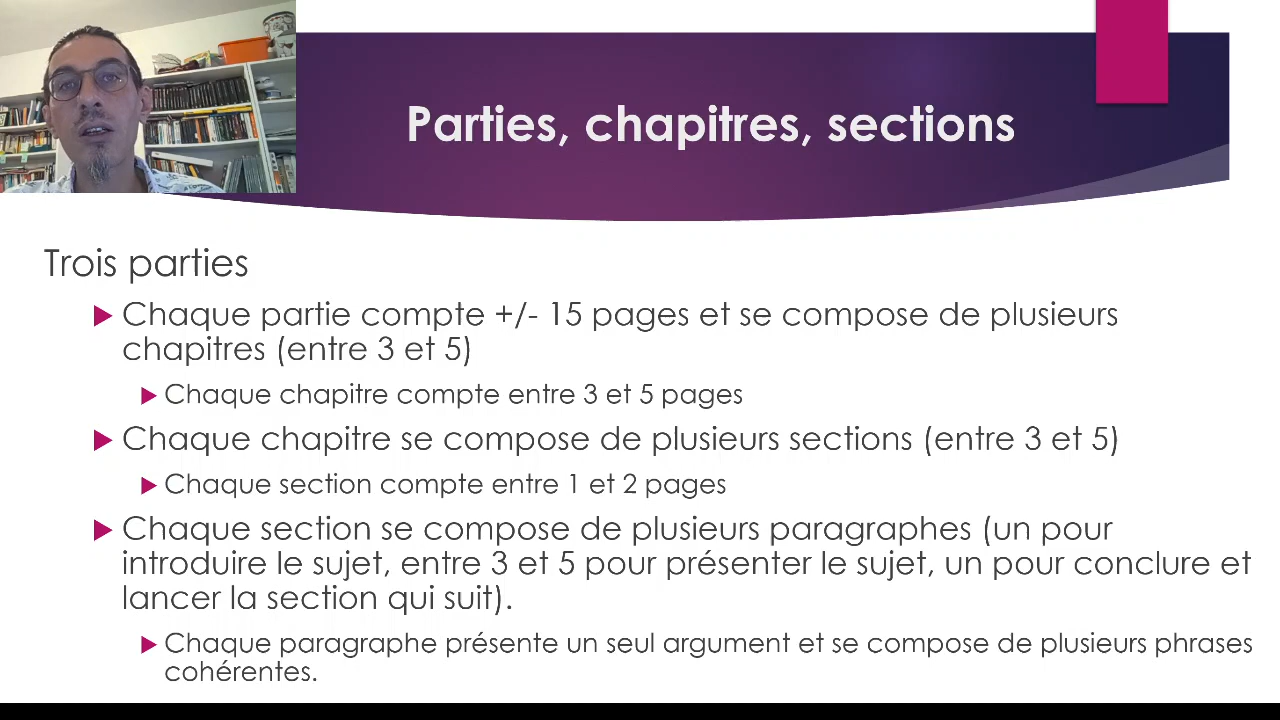 Parties, chapitres, sections
Trois parties
Chaque partie compte +/- 15 pages et se compose de plusieurs
chapitres (entre 3 et 5)
Chaque chapitre compte entre 3 et 5 pages
Chaque chapitre se compose de plusieurs sections (entre 3 et 5)
Chaque section compte entre 1 et 2 pages
Chaque section se compose de plusieurs paragraphes (un pour
introduire le sujet, entre 3 et 5 pour présenter le sujet, un pour conclure et
lancer la section qui suit).
Chaque paragraphe présente un seul argument et se compose de plusieurs phrases
cohérentes.